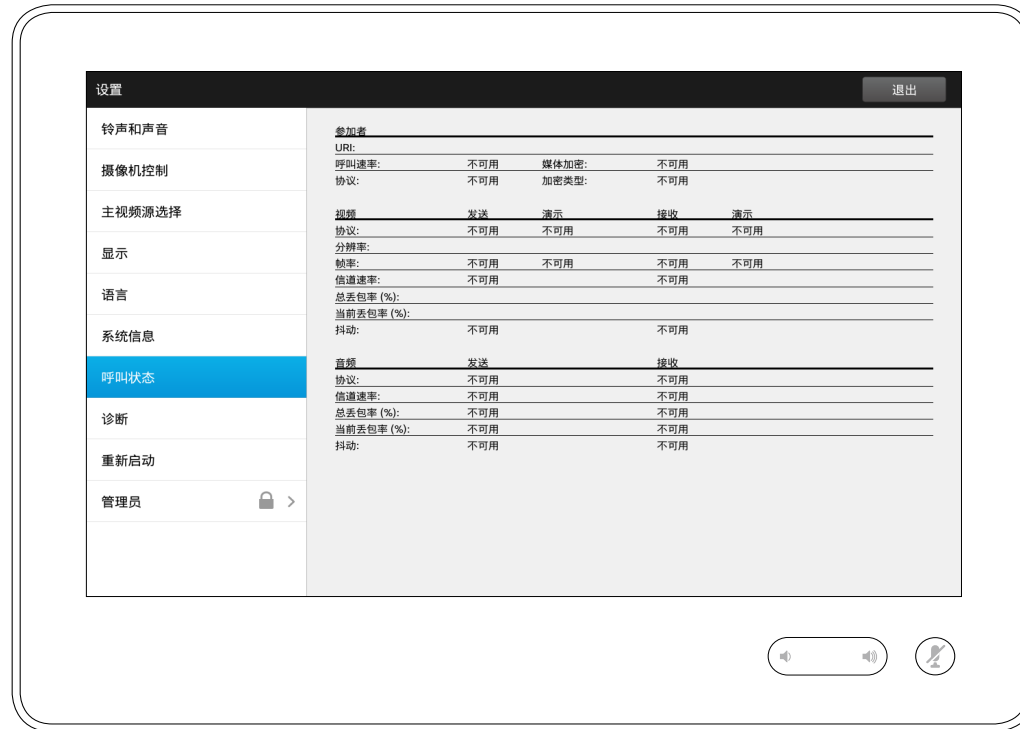 设置
退出
铃声和声音
摄像机控制
主视频源选择
显示
语言
系统信息
呼叫状态
诊断
重新启动
管理员
参加者
URI:
呼叫速率: 不可用 媒体加密: 不可用
协议: 不可用 加密类型: 不可用
视频 发送 演示 接收 演示
协议: 不可用 不可用 不可用 不可用
分辨率:
帧率: 不可用 不可用 不可用 不可用
信道速率: 不可用 不可用
总丢包率 (%):
当前丢包率 (%):
抖动: 不可用 不可用
音频 发送 接收
协议: 不可用 不可用
信道速率: 不可用 不可用
总丢包率 (%): 不可用 不可用
当前丢包率 (%): 不可用 不可用
抖动: 不可用 不可用